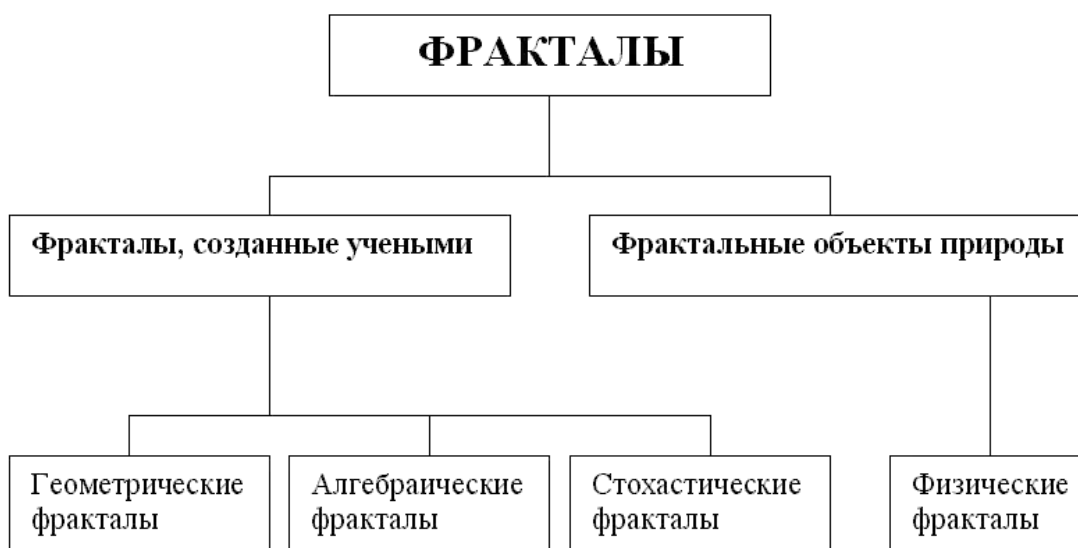 ФРАКТАЛЫ
Фракталы, созданные учеными
Фрактальные объекты природы
Геометрические
фракталы
Алгебраические
фракталы
Стохастические
фракталы
Физические
фракталы